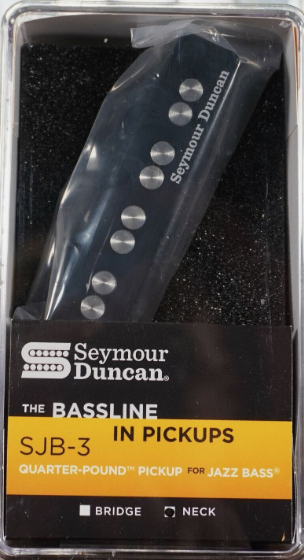 Seymour Duncan
Seymour
Duncan®
THE BASSLINE
IN PICKUPS
SJB-3
QUARTER-POUND™ PICKUP FOR JAZZ BASS®
BRIDGE NECK